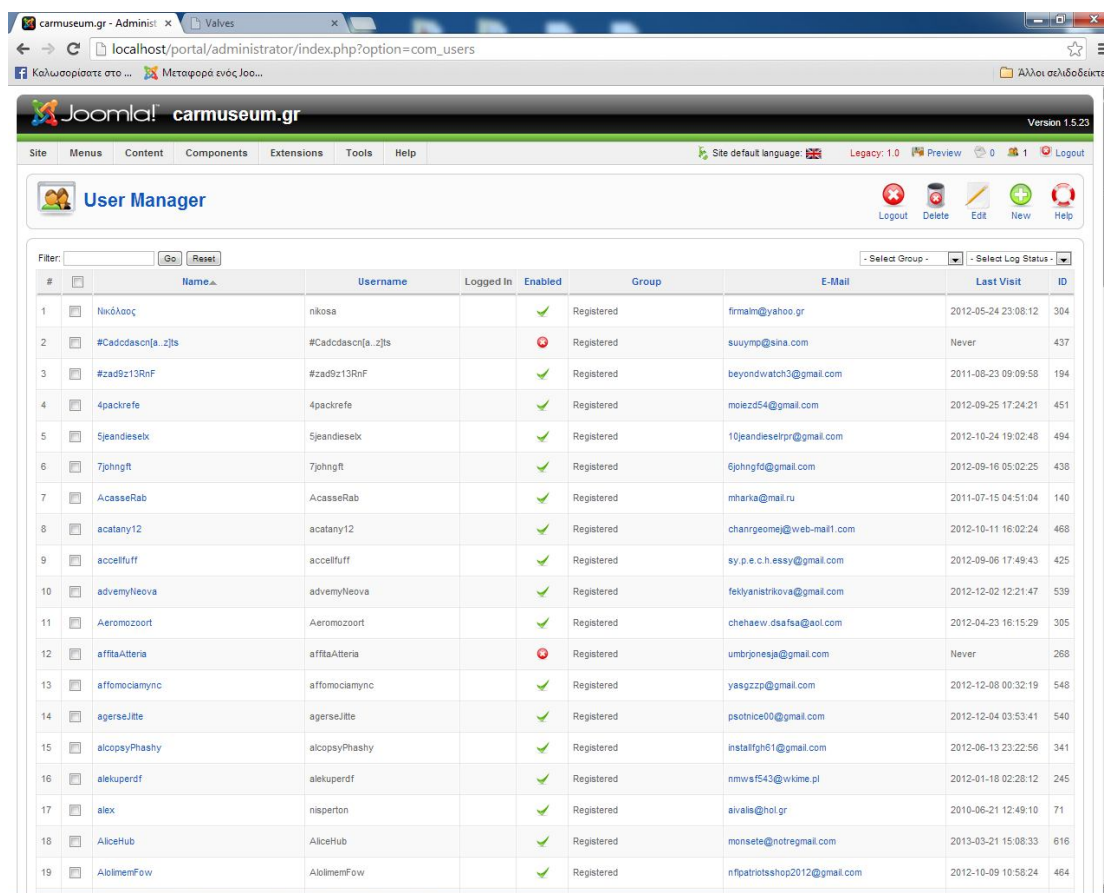 carmuseum.gr - Administ
Valves
localhost/portal/administrator/index.php?option=com_users
Καλωσορίσατε στο ...
Μεταφορά ενός Joo...
Άλλοι σελιδοδείκτε
Joomla! carmuseum.gr
Version 1.5.23
Site Menus Content Components Extensions Tools Help
Site default language: Legacy: 1.0 Preview 0 1 Logout
User Manager
Logout Delete Edit New Help
Filter: Go Reset - Select Group - - Select Log Status -
# Name Username Logged In Enabled Group E-Mail Last Visit ID
1 Νικόλαος nikosa Registered firmalm@yahoo.gr 2012-05-24 23:08:12 304
2 #Cadcdascn[a..z]ts #Cadcdascn[a..z]ts Registered suuymp@sina.com Never 437
3 #zad9z13RnF #zad9z13RnF Registered beyondwatch3@gmail.com 2011-08-23 09:09:58 194
4 4packrefe 4packrefe Registered moiezd54@gmail.com 2012-09-25 17:24:21 451
5 5jeandieselx 5jeandieselx Registered 10jeandieselrpr@gmail.com 2012-10-24 19:02:48 494
6 7johngft 7johngft Registered 6johngfd@gmail.com 2012-09-16 05:02:25 438
7 AcasseRab AcasseRab Registered mharka@mail.ru 2011-07-15 04:51:04 140
8 acatany12 acatany12 Registered chanrgeomej@web-mail1.com 2012-10-11 16:02:24 468
9 accellfuff accellfuff Registered sy.p.e.c.h.essy@gmail.com 2012-09-06 17:49:43 425
10 advemyNeova advemyNeova Registered feklyanistrikova@gmail.com 2012-12-02 12:21:47 539
11 Aeromozoort Aeromozoort Registered chehaew.dsafsa@aol.com 2012-04-23 16:15:29 305
12 affitaAtteria affitaAtteria Registered umbrjonesja@gmail.com Never 268
13 affomociamync affomociamync Registered yasgzzp@gmail.com 2012-12-08 00:32:19 548
14 agerseJitte agerseJitte Registered psotnice00@gmail.com 2012-12-04 03:53:41 540
15 alcopsyPhashy alcopsyPhashy Registered installfgh61@gmail.com 2012-06-13 23:22:56 341
16 alekuperdf alekuperdf Registered nmwsf543@wkime.pl 2012-01-18 02:28:12 245
17 alex nisperton Registered aivalis@hol.gr 2010-06-21 12:49:10 71
18 AliceHub AliceHub Registered monsete@notregmail.com 2013-03-21 15:08:33 616
19 AlolimemFow AlolimemFow Registered nflpatriotsshop2012@gmail.com 2012-10-09 10:58:24 464